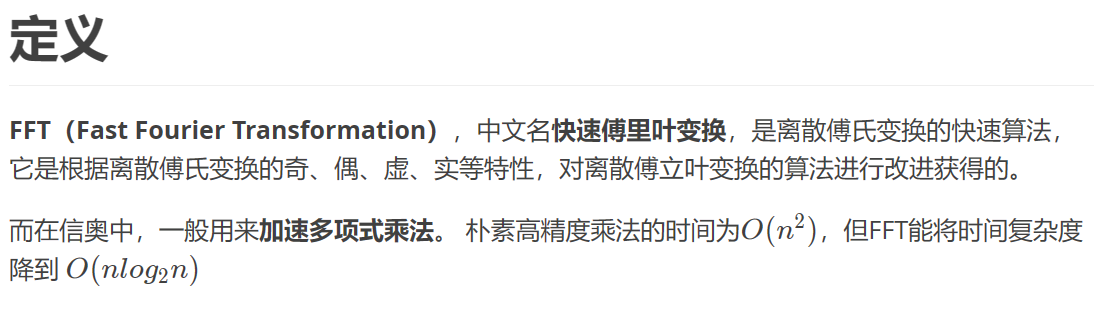 定义
FFT（Fast Fourier Transformation），中文名快速傅里叶变换，是离散傅氏变换的快速算法，
它是根据离散傅氏变换的奇、偶、虚、实等特性，对离散傅立叶变换的算法进行改进获得的。
而在信奥中，一般用来加速多项式乘法。 朴素高精度乘法的时间为O(n²)，但FFT能将时间复杂度
降到 O(nlog₂n)